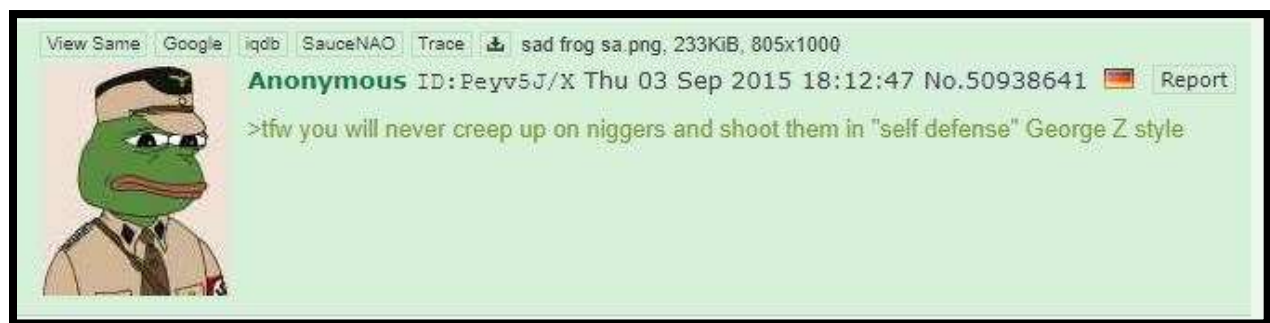 View Same Google iqdb SauceNAO Trace sad frog sa.png, 233KiB, 805x1000
Anonymous ID:Peyv5J/X Thu 03 Sep 2015 18:12:47 No.50938641 Report
>tfw you will never creep up on niggers and shoot them in "self defense" George Z style